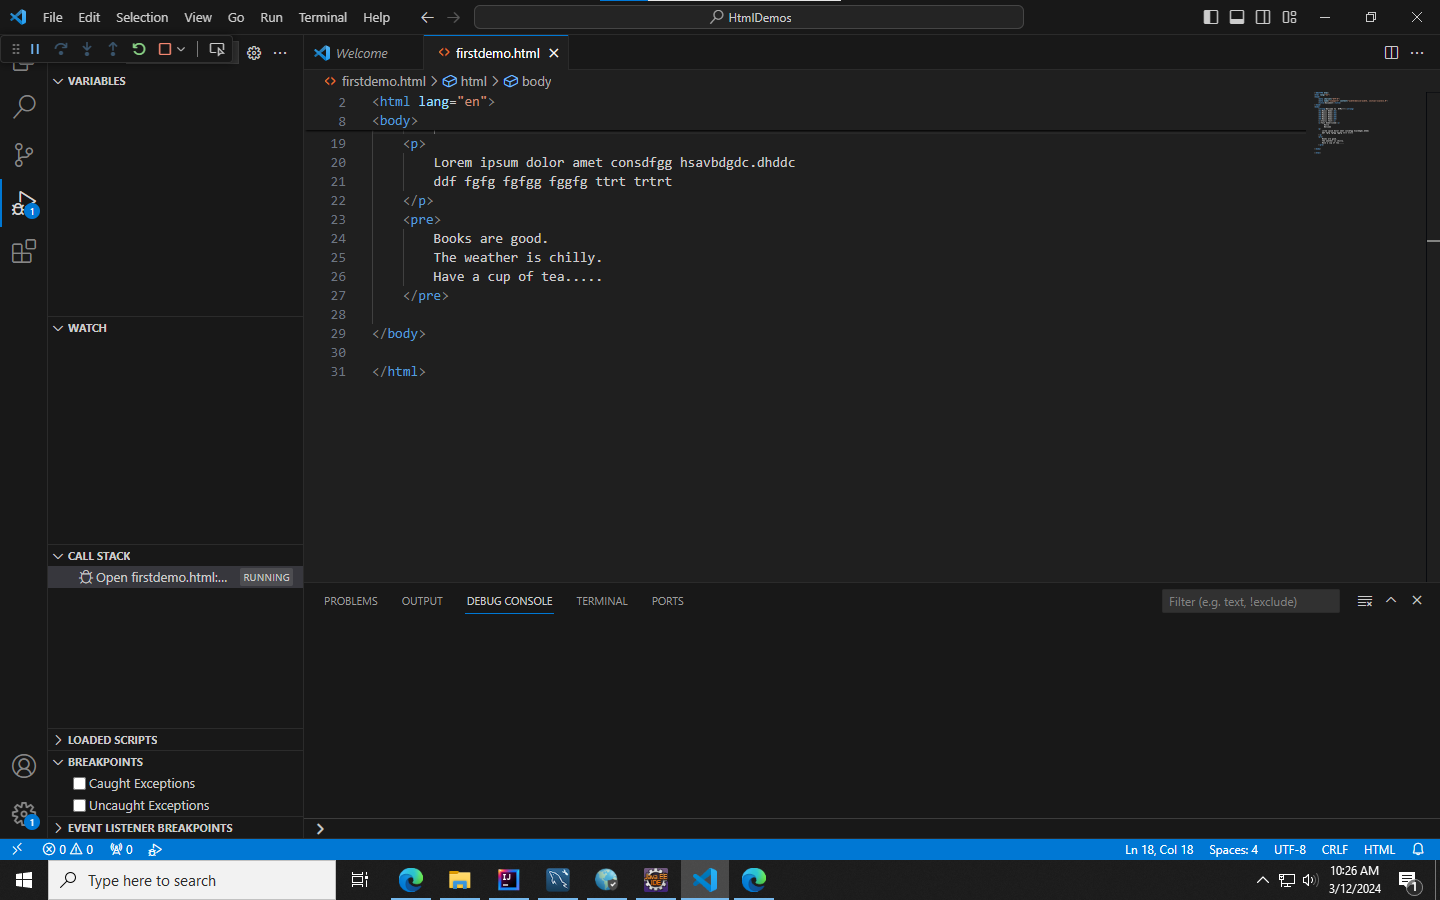 File Edit Selection View Go Run Terminal Help
HtmlDemos
Welcome
firstdemo.html
firstdemo.html > html > body
VARIABLES
2 <html lang="en">
8 <body>
19 <p>
20 Lorem ipsum dolor amet consdfgg hsavbdgdc.dhddc
21 ddf fgfg fgfgg fggfg ttrt trtrt
22 </p>
23 <pre>
24 Books are good.
25 The weather is chilly.
26 Have a cup of tea.....
27 </pre>
28
29 </body>
30
31 </html>
1
WATCH
CALL STACK
Open firstdemo.html:... RUNNING
PROBLEMS OUTPUT DEBUG CONSOLE TERMINAL PORTS
Filter (e.g. text, !exclude)
LOADED SCRIPTS
BREAKPOINTS
Caught Exceptions
Uncaught Exceptions
EVENT LISTENER BREAKPOINTS
1
0 0 0
Ln 18, Col 18 Spaces: 4 UTF-8 CRLF HTML
Type here to search
10:26 AM
3/12/2024
1